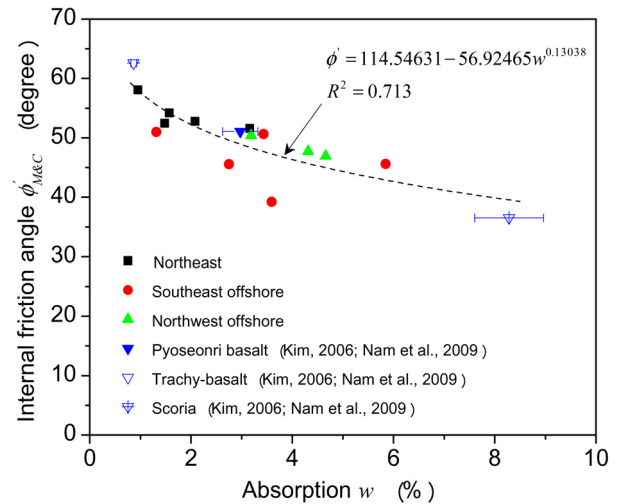 70
60
50
40
30
20
10
0
Internal friction angle ϕ'M&C (degree)
ϕ' = 114.54631 − 56.92465w^0.13038
R² = 0.713
Northeast
Southeast offshore
Northwest offshore
Pyoseonri basalt (Kim, 2006; Nam et al., 2009)
Trachy-basalt (Kim, 2006; Nam et al., 2009)
Scoria (Kim, 2006; Nam et al., 2009)
0 2 4 6 8 10
Absorption w (%)